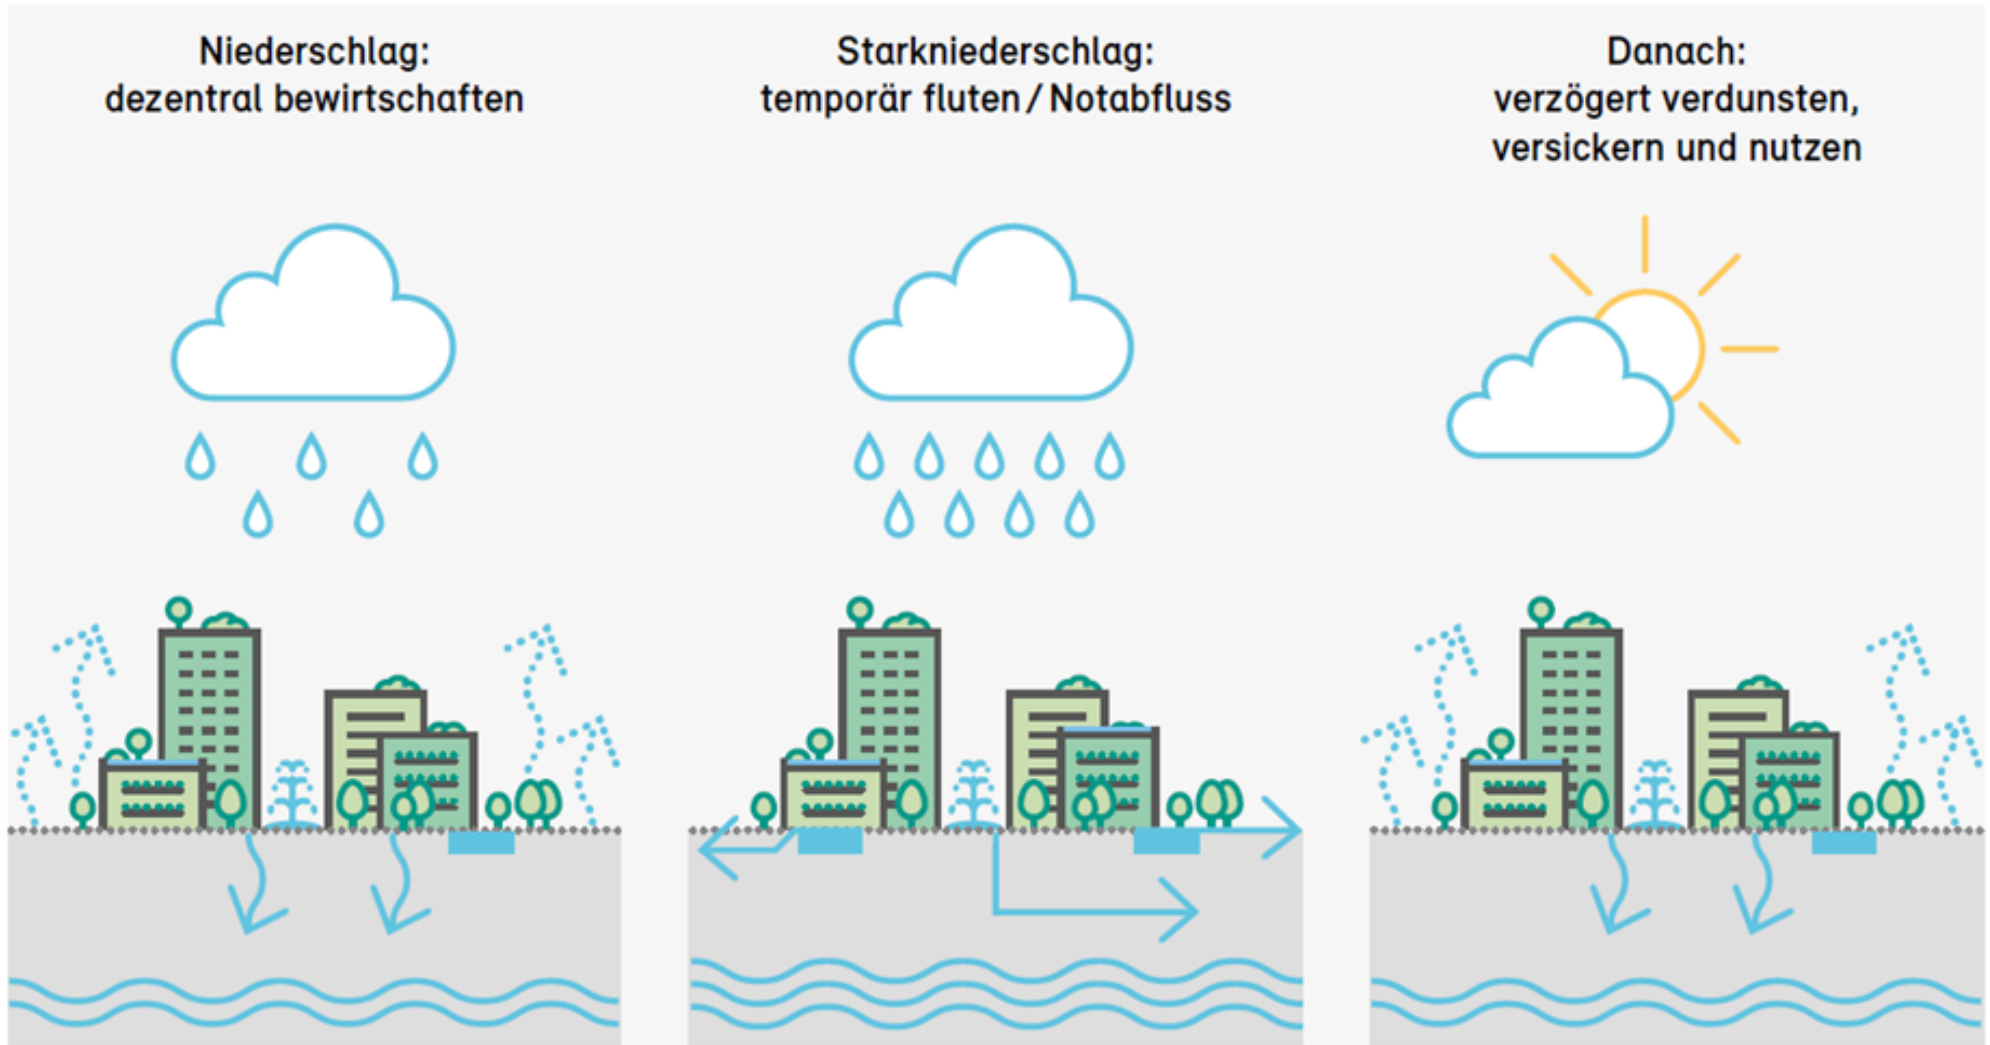 Niederschlag:
dezentral bewirtschaften
Starkniederschlag:
temporär fluten / Notabfluss
Danach:
verzögert verdunsten,
versickern und nutzen